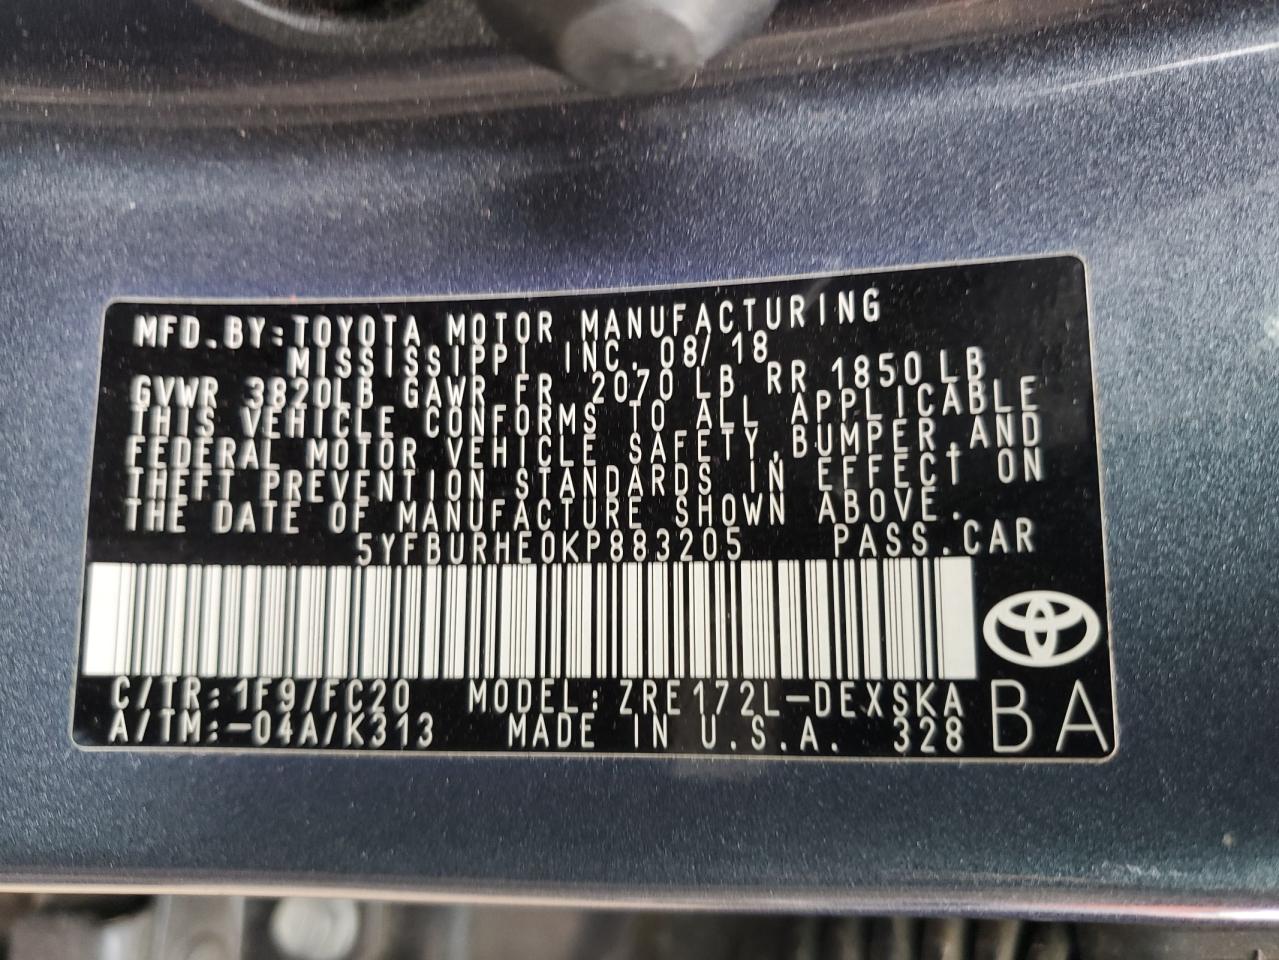 MFD.BY:TOYOTA MOTOR MANUFACTURING
MISSISSIPPI INC. 08/18
GVWR 3820LB GAWR FR 2070LB RR 1850LB
THIS VEHICLE CONFORMS TO ALL APPLICABLE
FEDERAL MOTOR VEHICLE SAFETY,BUMPER,AND
THEFT PREVENTION STANDARDS IN EFFECT ON
THE DATE OF MANUFACTURE SHOWN ABOVE.
5YFBURHE0KP883205 PASS.CAR
C/TR:1F9/FC20 MODEL:ZRE172L-DEXSKA
A/TM:-04A/K313 MADE IN U.S.A. 328
BA